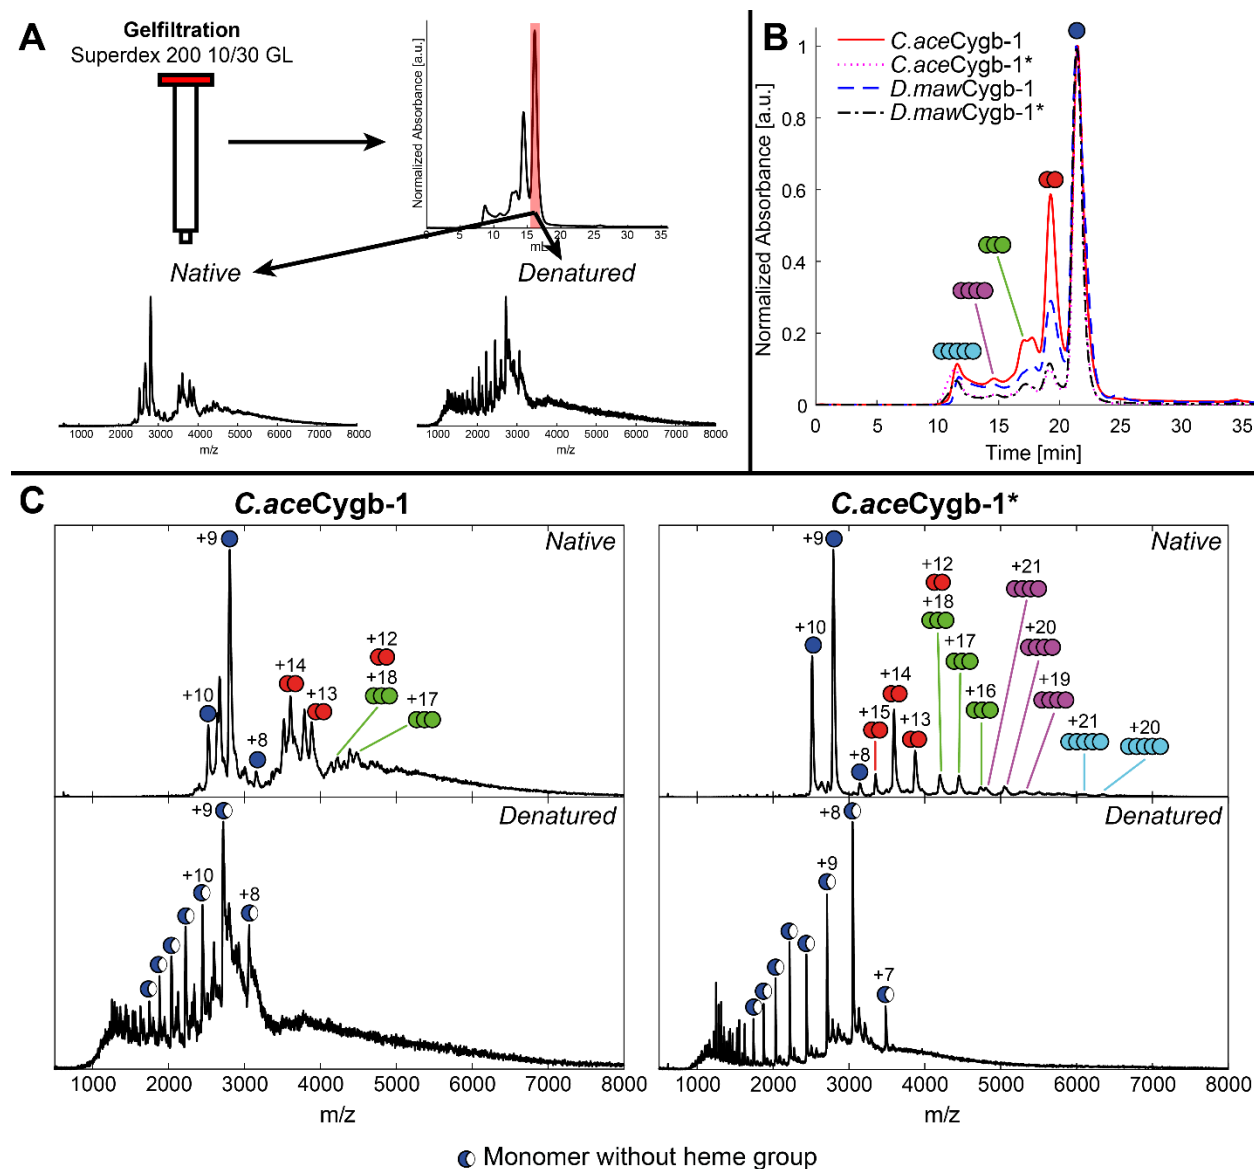 A
Gelfiltration
Superdex 200 10/30 GL
Normalized Absorbance [a.u.]
0 5 10 15 20 25 30 36
mL
Native
Denatured
1000 2000 3000 4000 5000 6000 7000 8000
m/z
1000 2000 3000 4000 5000 6000 7000 8000
m/z
B
C.aceCygb-1
C.aceCygb-1*
D.mawCygb-1
D.mawCygb-1*
Normalized Absorbance [a.u.]
1
0.8
0.6
0.4
0.2
0
0 5 10 15 20 25 30 35
Time [min]
C
C.aceCygb-1
Native
+9
+10
+8
+14
+13
+12
+18
+17
Denatured
+9
+10
+8
1000 2000 3000 4000 5000 6000 7000 8000
m/z
C.aceCygb-1*
Native
+9
+10
+8
+15
+14
+13
+12
+18
+17
+16
+21
+20
+19
+21
+20
Denatured
+8
+9
+7
1000 2000 3000 4000 5000 6000 7000 8000
m/z
Monomer without heme group